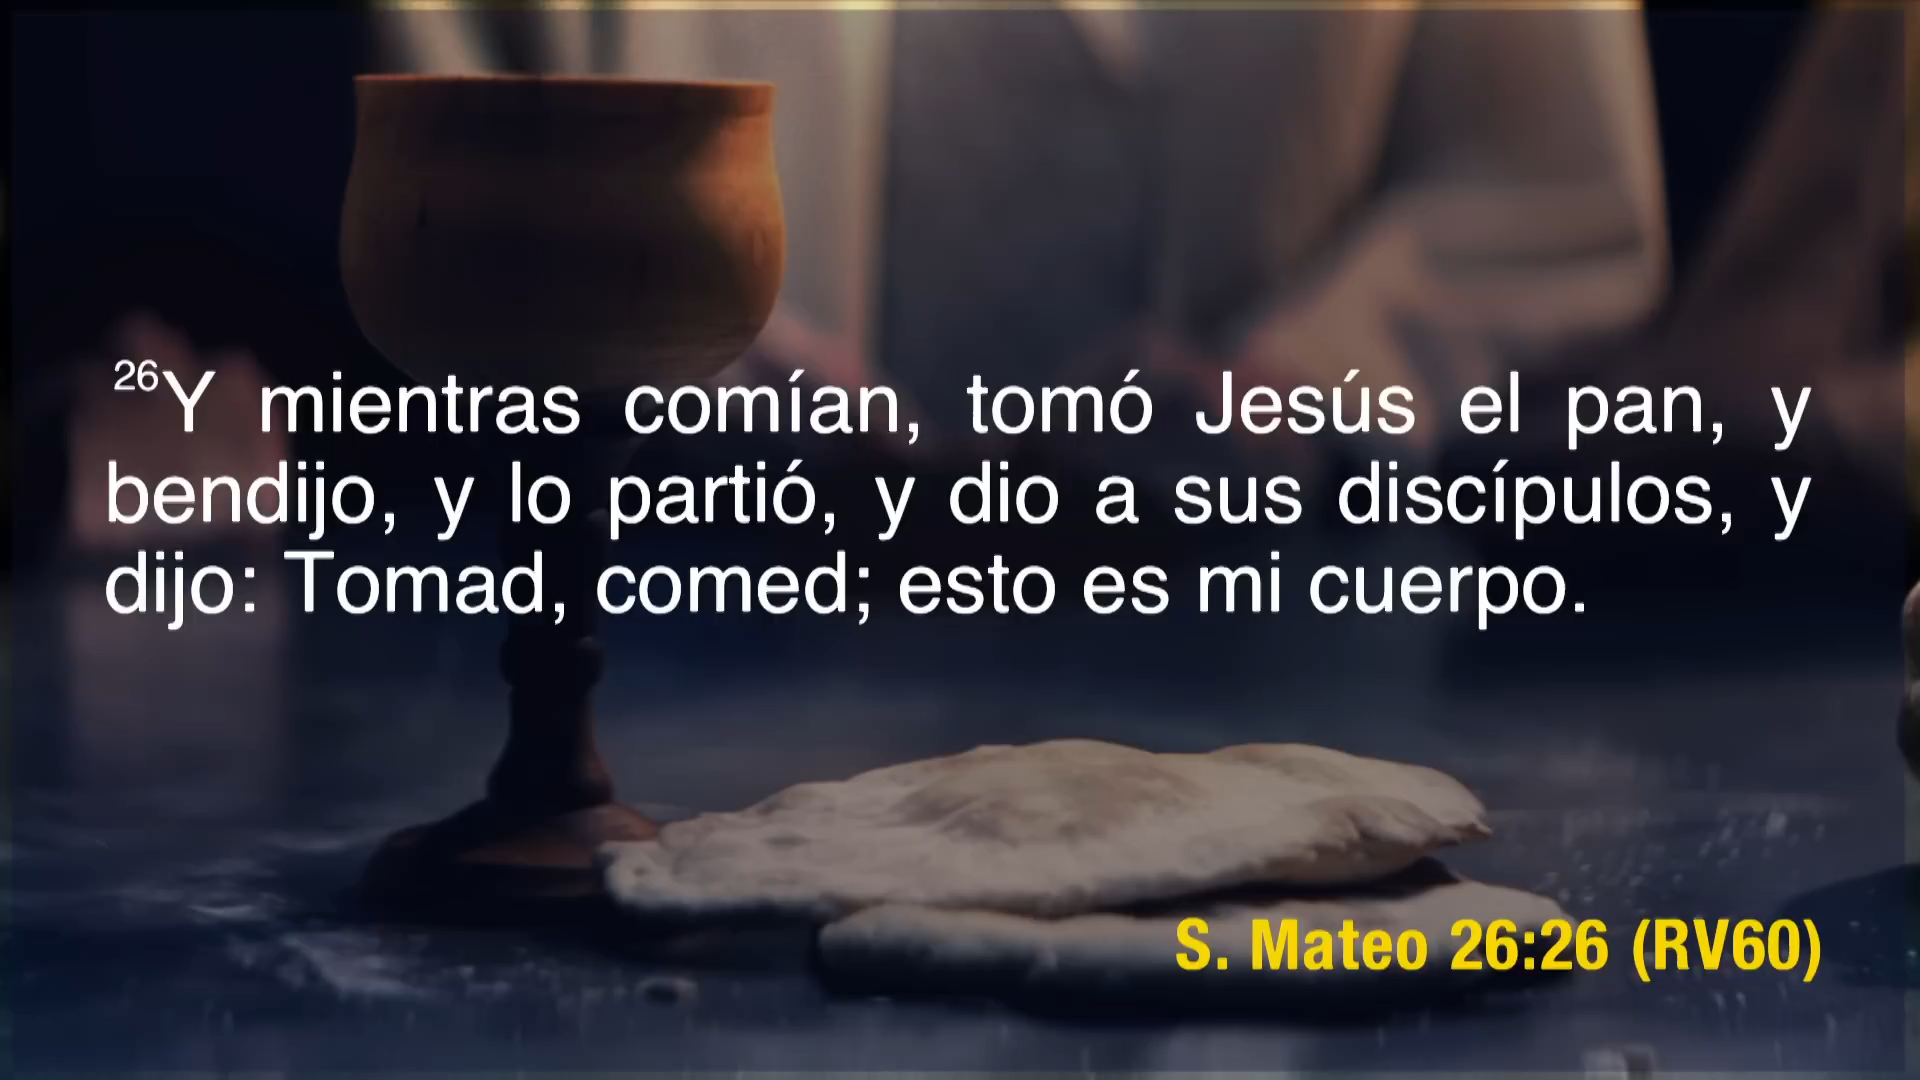 26Y mientras comían, tomó Jesús el pan, y
bendijo, y lo partió, y dio a sus discípulos, y
dijo: Tomad, comed; esto es mi cuerpo.
S. Mateo 26:26 (RV60)